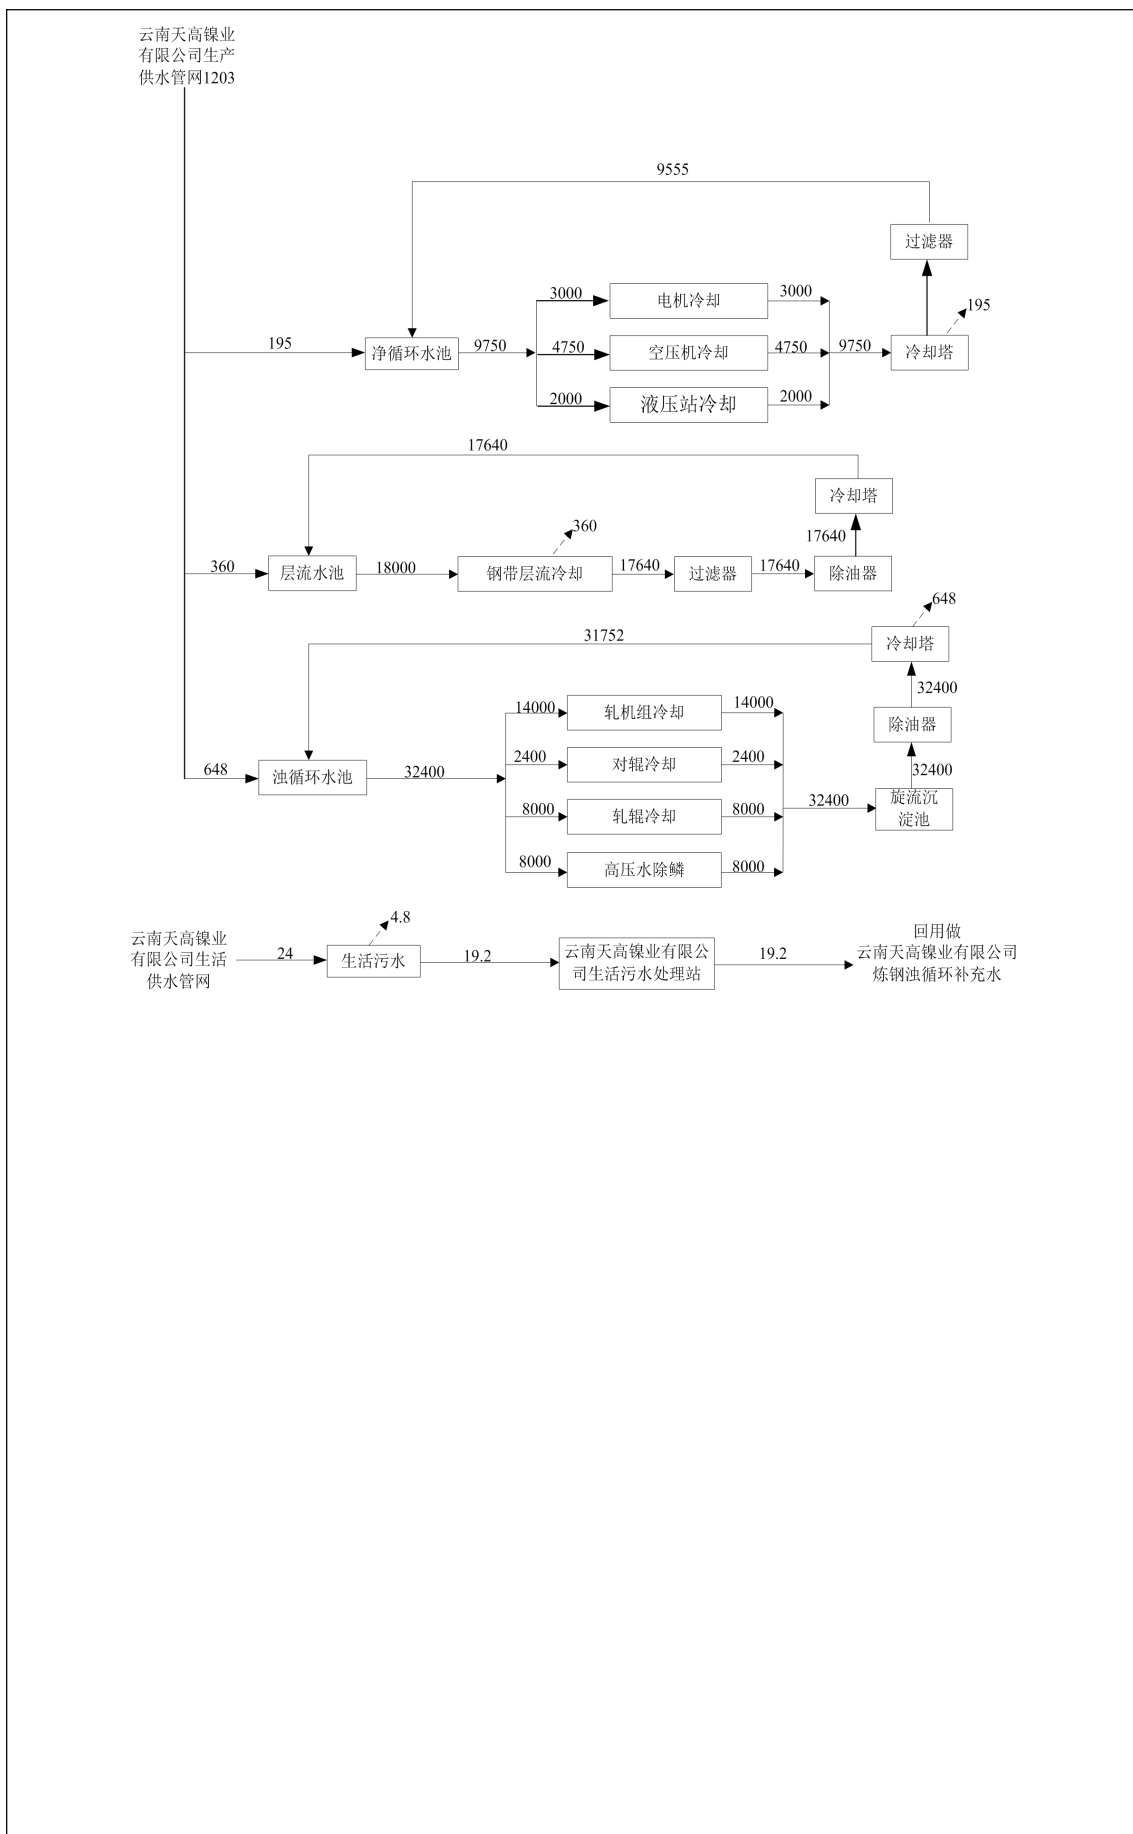 云南天高镍业
有限公司生产
供水管网1203
9555
过滤器
3000
电机冷却
3000
195
195
净循环水池
9750
4750
空压机冷却
4750
9750
冷却塔
2000
液压站冷却
2000
17640
冷却塔
360
17640
360
层流水池
18000
钢带层流冷却
17640
过滤器
17640
除油器
648
31752
冷却塔
32400
14000
轧机组冷却
14000
除油器
2400
对辊冷却
2400
32400
648
浊循环水池
32400
8000
轧辊冷却
8000
32400
旋流沉
淀池
8000
高压水除鳞
8000
4.8
云南天高镍业
有限公司生活
供水管网
24
生活污水
19.2
云南天高镍业有限公
司生活污水处理站
19.2
回用做
云南天高镍业有限公司
炼钢浊循环补充水